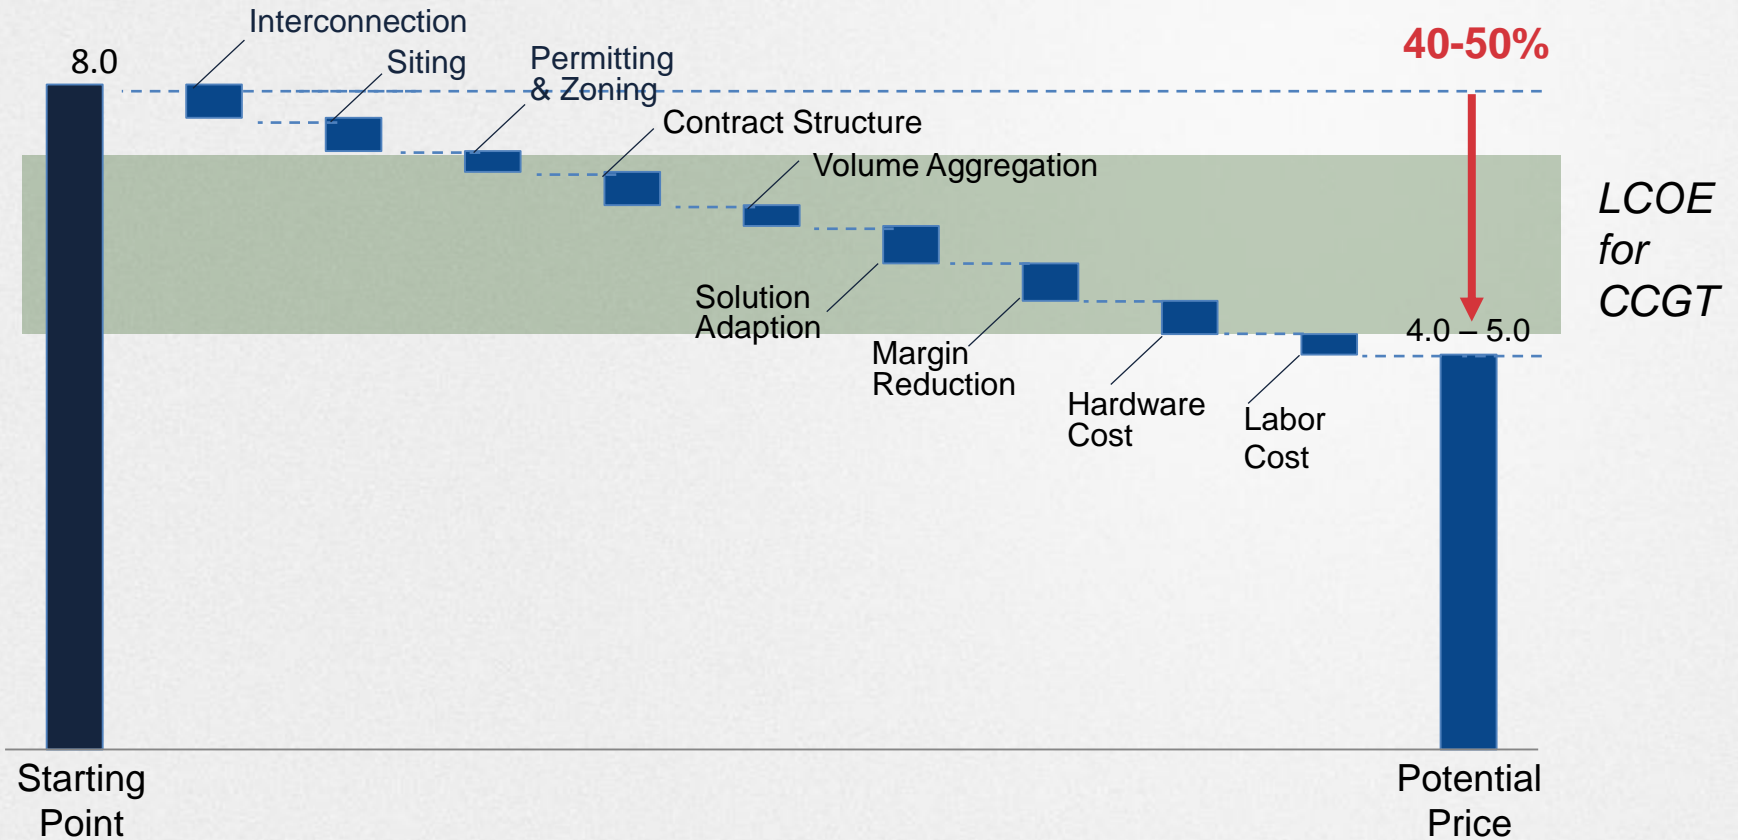 Interconnection
Siting
Permitting
& Zoning
40-50%
8.0
Contract Structure
Volume Aggregation
LCOE
for
CCGT
Solution
Adaption
4.0 – 5.0
Margin
Reduction
Hardware
Cost
Labor
Cost
Starting
Point
Potential
Price